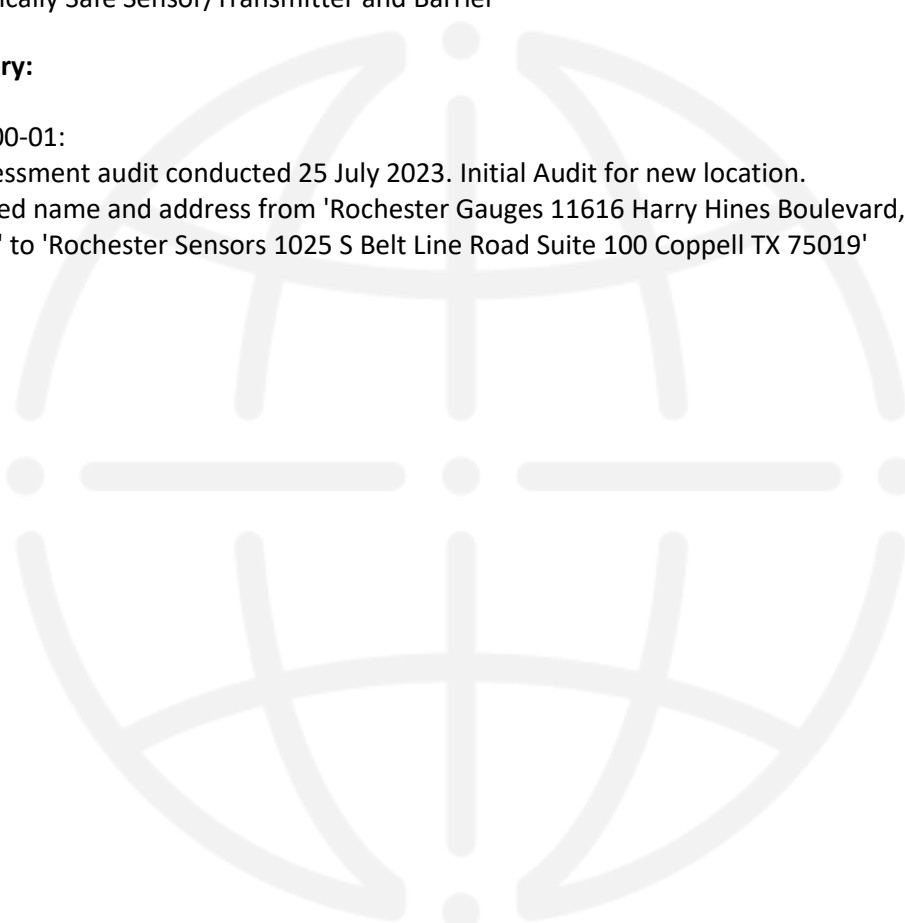 ically Safe Sensor/Transmitter and Barrier
ry:
00-01:
essment audit conducted 25 July 2023. Initial Audit for new location.
ed name and address from 'Rochester Gauges 11616 Harry Hines Boulevard,
' to 'Rochester Sensors 1025 S Belt Line Road Suite 100 Coppell TX 75019'